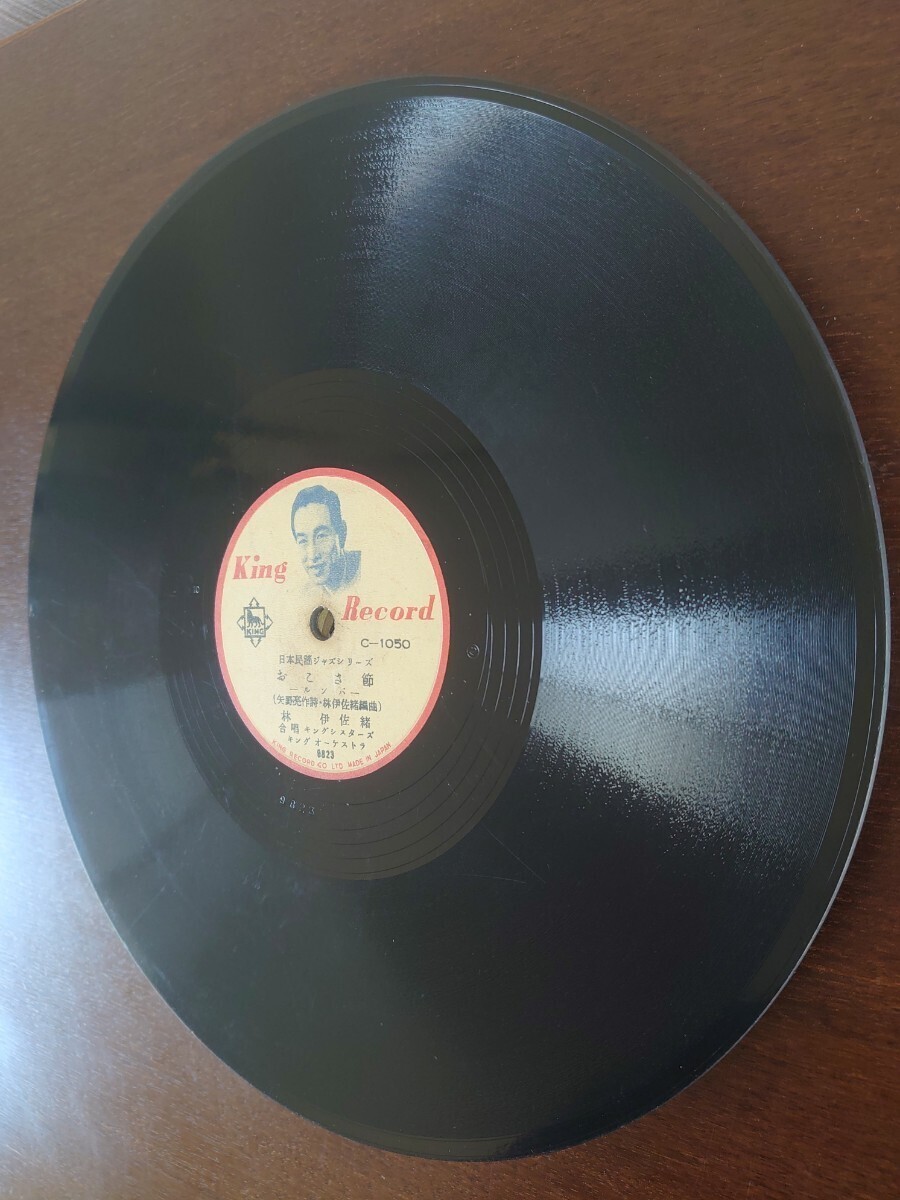 King
Record
KING
C-1050
日本民謡ジャズシリーズ
おこさ節
—ルンバ—
(矢野亮作詩・林伊佐緒編曲)
林 伊佐緒
合唱 キングシスターズ
キングオーケストラ
6823
KING RECORD CO LTD MADE IN JAPAN